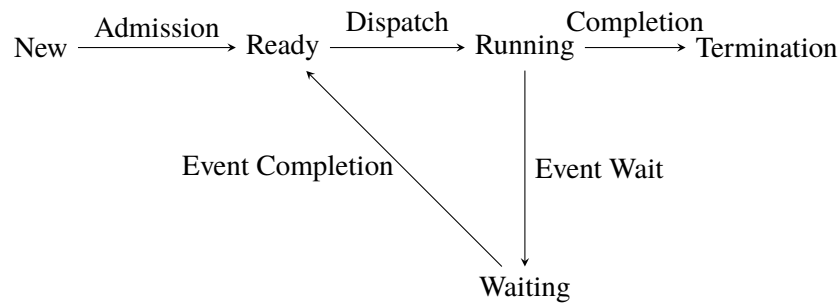 Admission Dispatch Completion
New Ready Running Termination
Event Completion Event Wait
Waiting